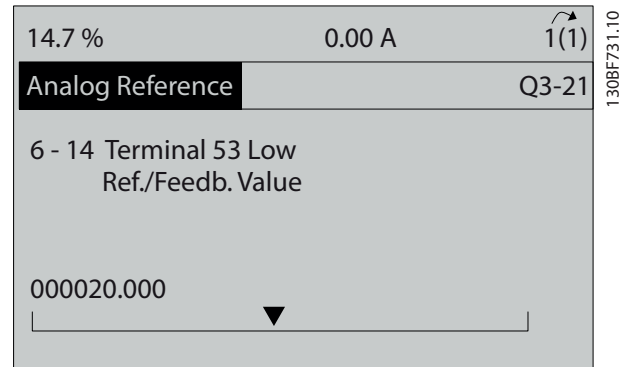 14.7 % 0.00 A 1(1)
Analog Reference Q3-21
6 - 14 Terminal 53 Low
Ref./Feedb. Value
000020.000
130BF731.10